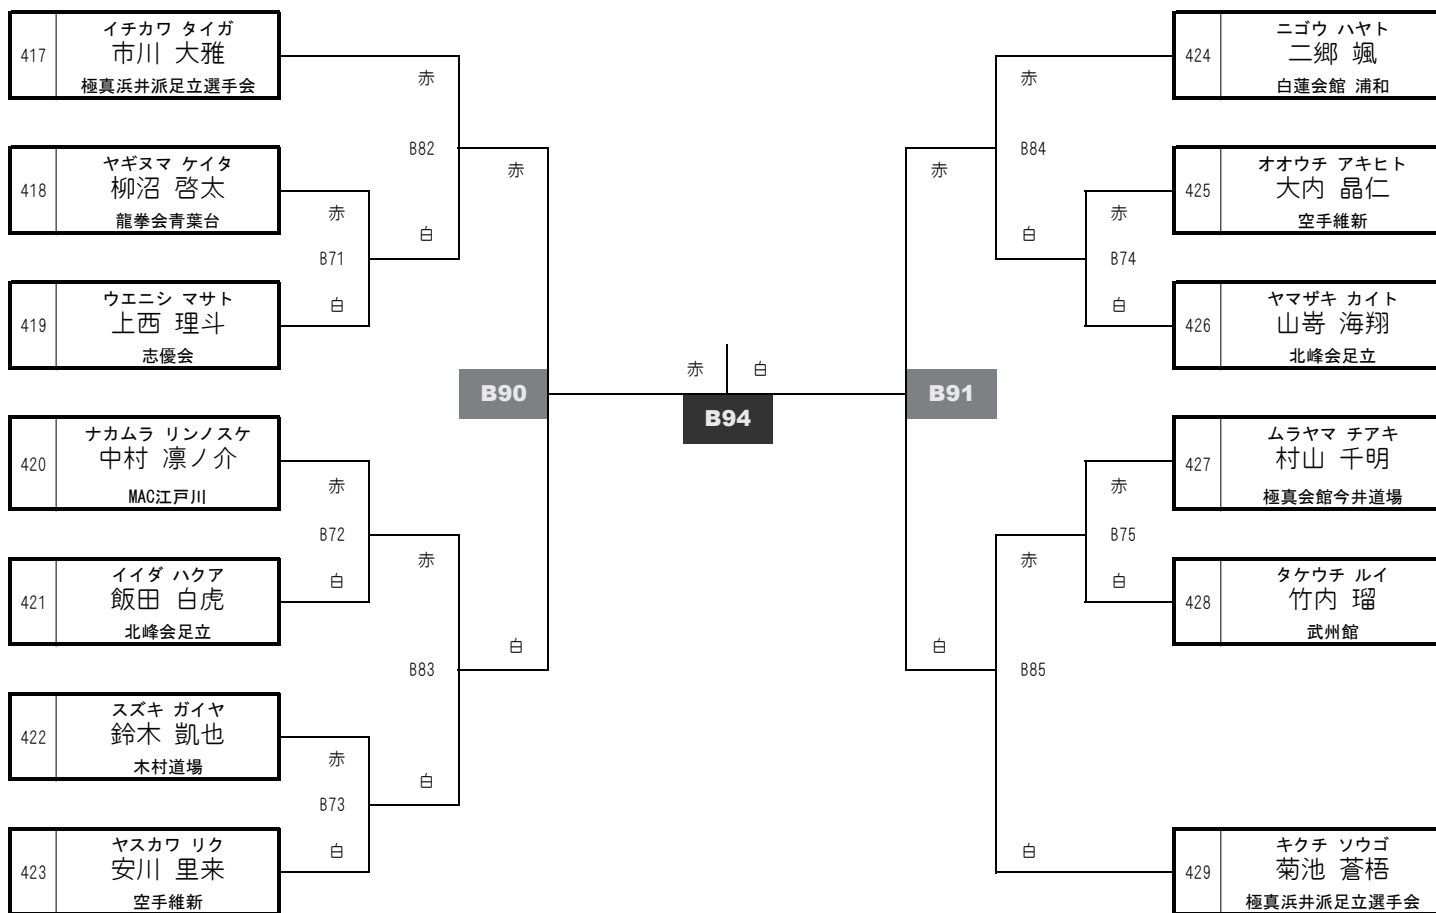 417
イチカワ タイガ
市川 大雅
極真浜井派足立選手会
418
ヤギヌマ ケイタ
柳沼 啓太
龍拳会青葉台
419
ウエニシ マサト
上西 理斗
志優会
420
ナカムラ リンノスケ
中村 凛ノ介
MAC江戸川
421
イイダ ハクア
飯田 白虎
北峰会足立
422
スズキ ガイヤ
鈴木 凱也
木村道場
423
ヤスカワ リク
安川 里来
空手維新
赤
B71
白
赤
B72
白
赤
B73
白
赤
B82
白
赤
B83
白
赤
B90
白
赤 白
B94
赤
B91
白
赤
B84
白
赤
B85
白
赤
B74
白
赤
B75
白
424
ニゴウ ハヤト
二郷 颯
白蓮会館 浦和
425
オオウチ アキヒト
大内 晶仁
空手維新
426
ヤマザキ カイト
山嵜 海翔
北峰会足立
427
ムラヤマ チアキ
村山 千明
極真会館今井道場
428
タケウチ ルイ
竹内 瑠
武州館
429
キクチ ソウゴ
菊池 蒼梧
極真浜井派足立選手会